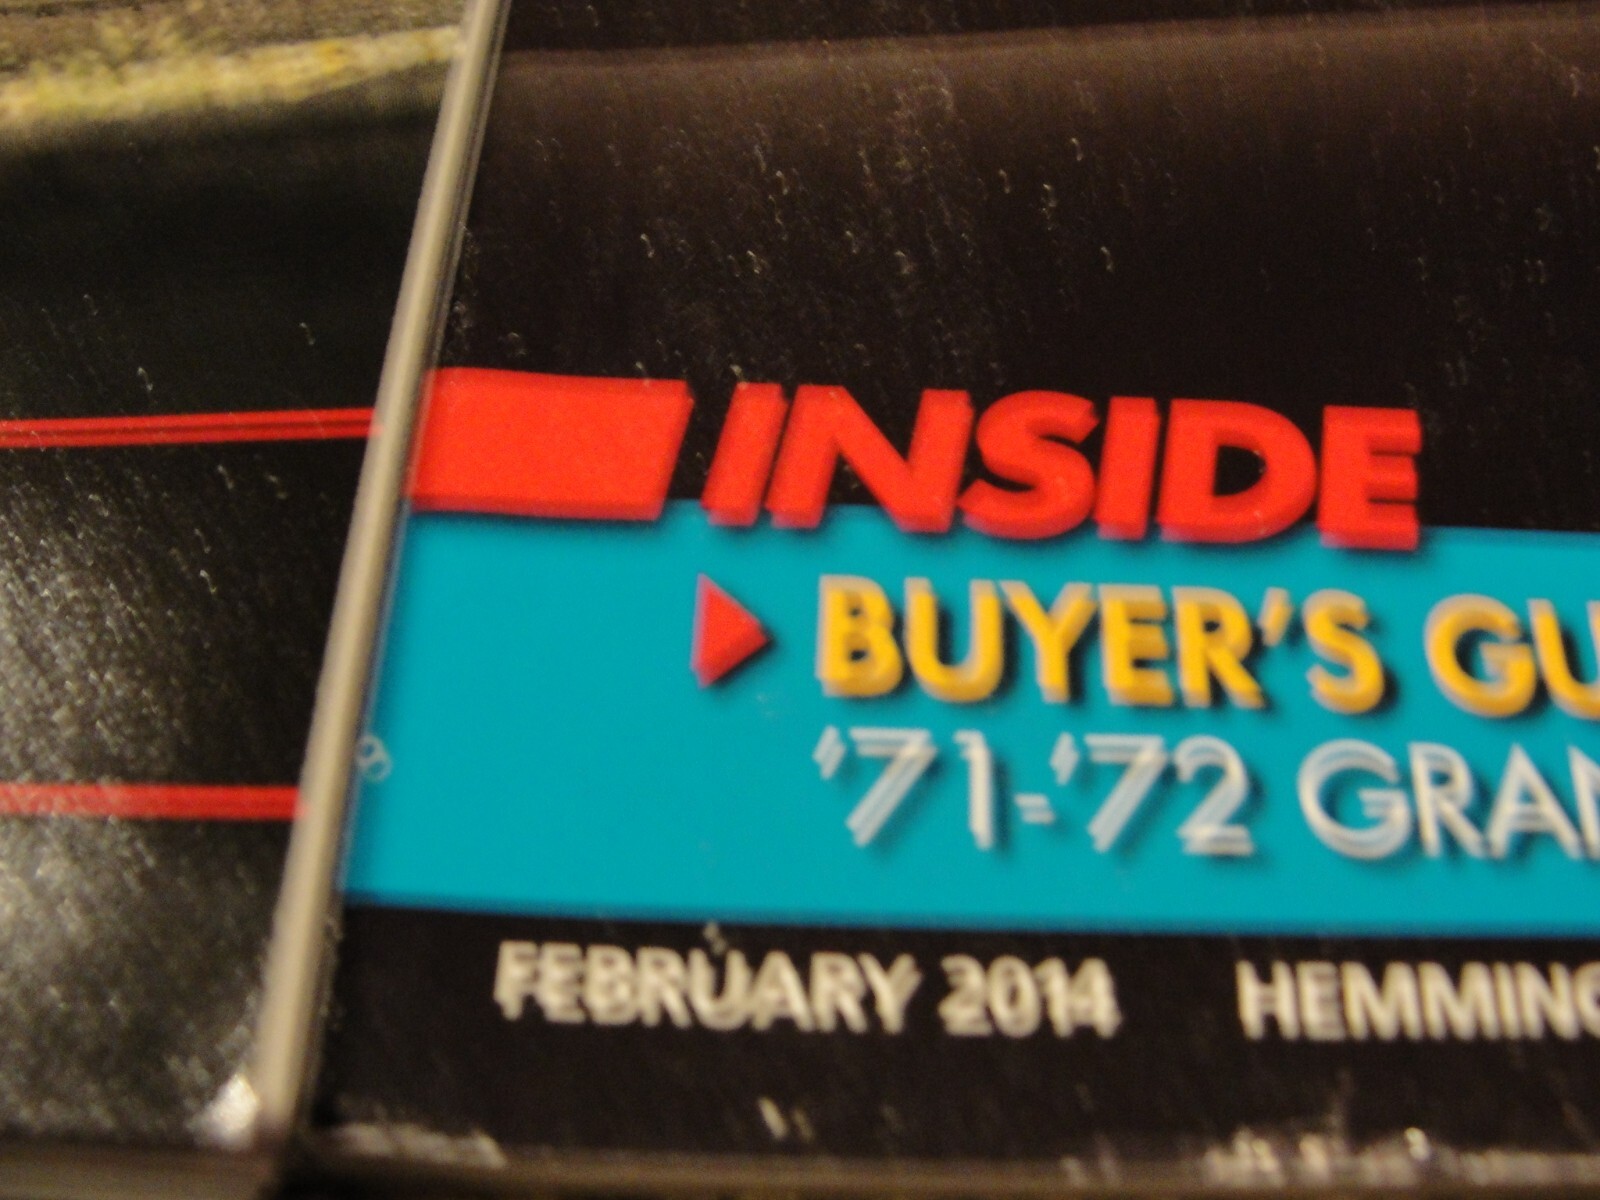 INSIDE
BUYER'S GU
'71-'72 GRAN
FEBRUARY 2014 HEMMING